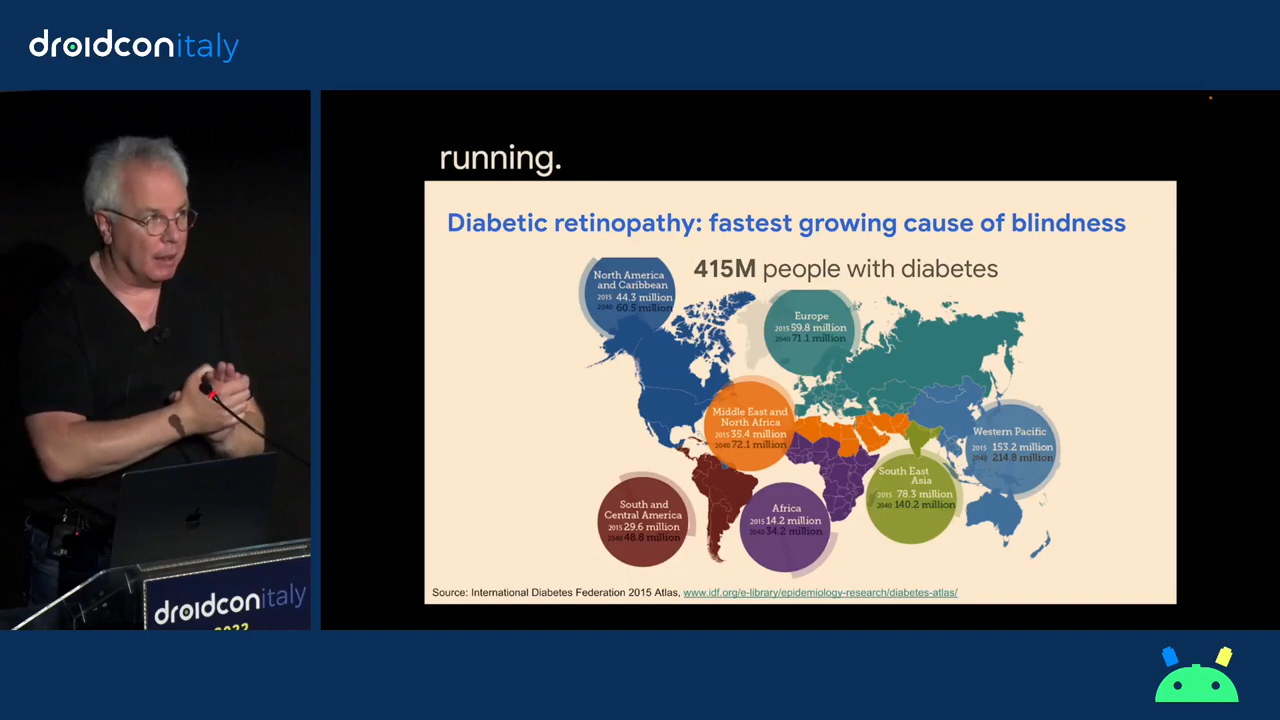 droidconitaly
running.
Diabetic retinopathy: fastest growing cause of blindness
415M people with diabetes
North America
and Caribbean
2015 44.3 million
2040 60.5 million
Europe
2015 59.8 million
2040 71.1 million
Middle East and
North Africa
2015 35.4 million
2040 72.1 million
Western Pacific
2015 153.2 million
2040 214.8 million
South East
Asia
2015 78.3 million
2040 140.2 million
South and
Central America
2015 29.6 million
2040 48.8 million
Africa
2015 14.2 million
2040 34.2 million
Source: International Diabetes Federation 2015 Atlas, www.idf.org/e-library/epidemiology-research/diabetes-atlas/
droidconitaly
2022